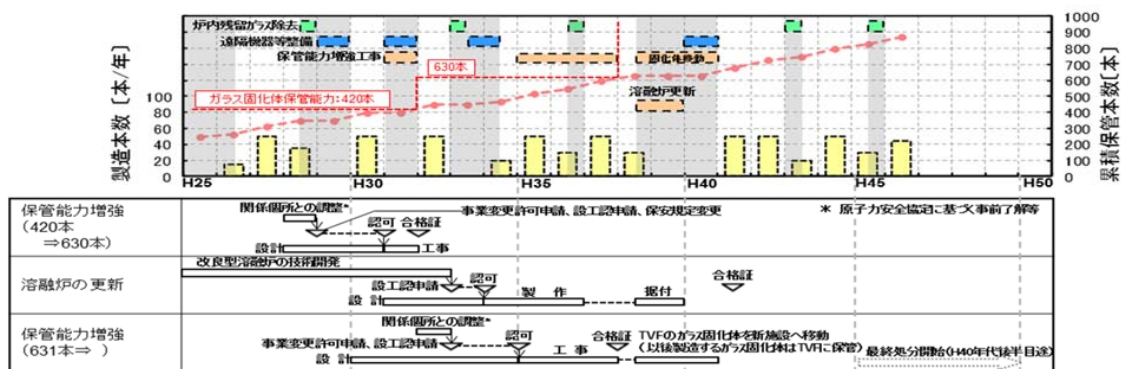 炉内残留ガラス除去
遠隔機器等整備
保管能力増強工事
固化体移動
630本
ガラス固化体保管能力:420本
溶融炉更新
製造本数 [本/年]
100
80
60
40
20
0
累積保管本数[本]
1000
900
800
700
600
500
400
300
200
100
0
H25
H30
H35
H40
H45
H50
保管能力増強
(420本
⇒630本)
関係個所との調整*
事業変更許可申請、設工認申請、保安規定変更
* 原子力安全協定に基づく事前了解等
認可 合格証
設計
工事
溶融炉の更新
改良型溶融炉の技術開発
設工認申請
認可
合格証
設 計
製 作
据付
保管能力増強
(631本⇒ )
関係個所との調整*
事業変更許可申請、設工認申請
認可
合格証
TVFのガラス固化体を新施設へ移動
(以後製造するガラス固化体はTVFに保管)
設 計
工 事
最終処分開始(H40年代後半目途)